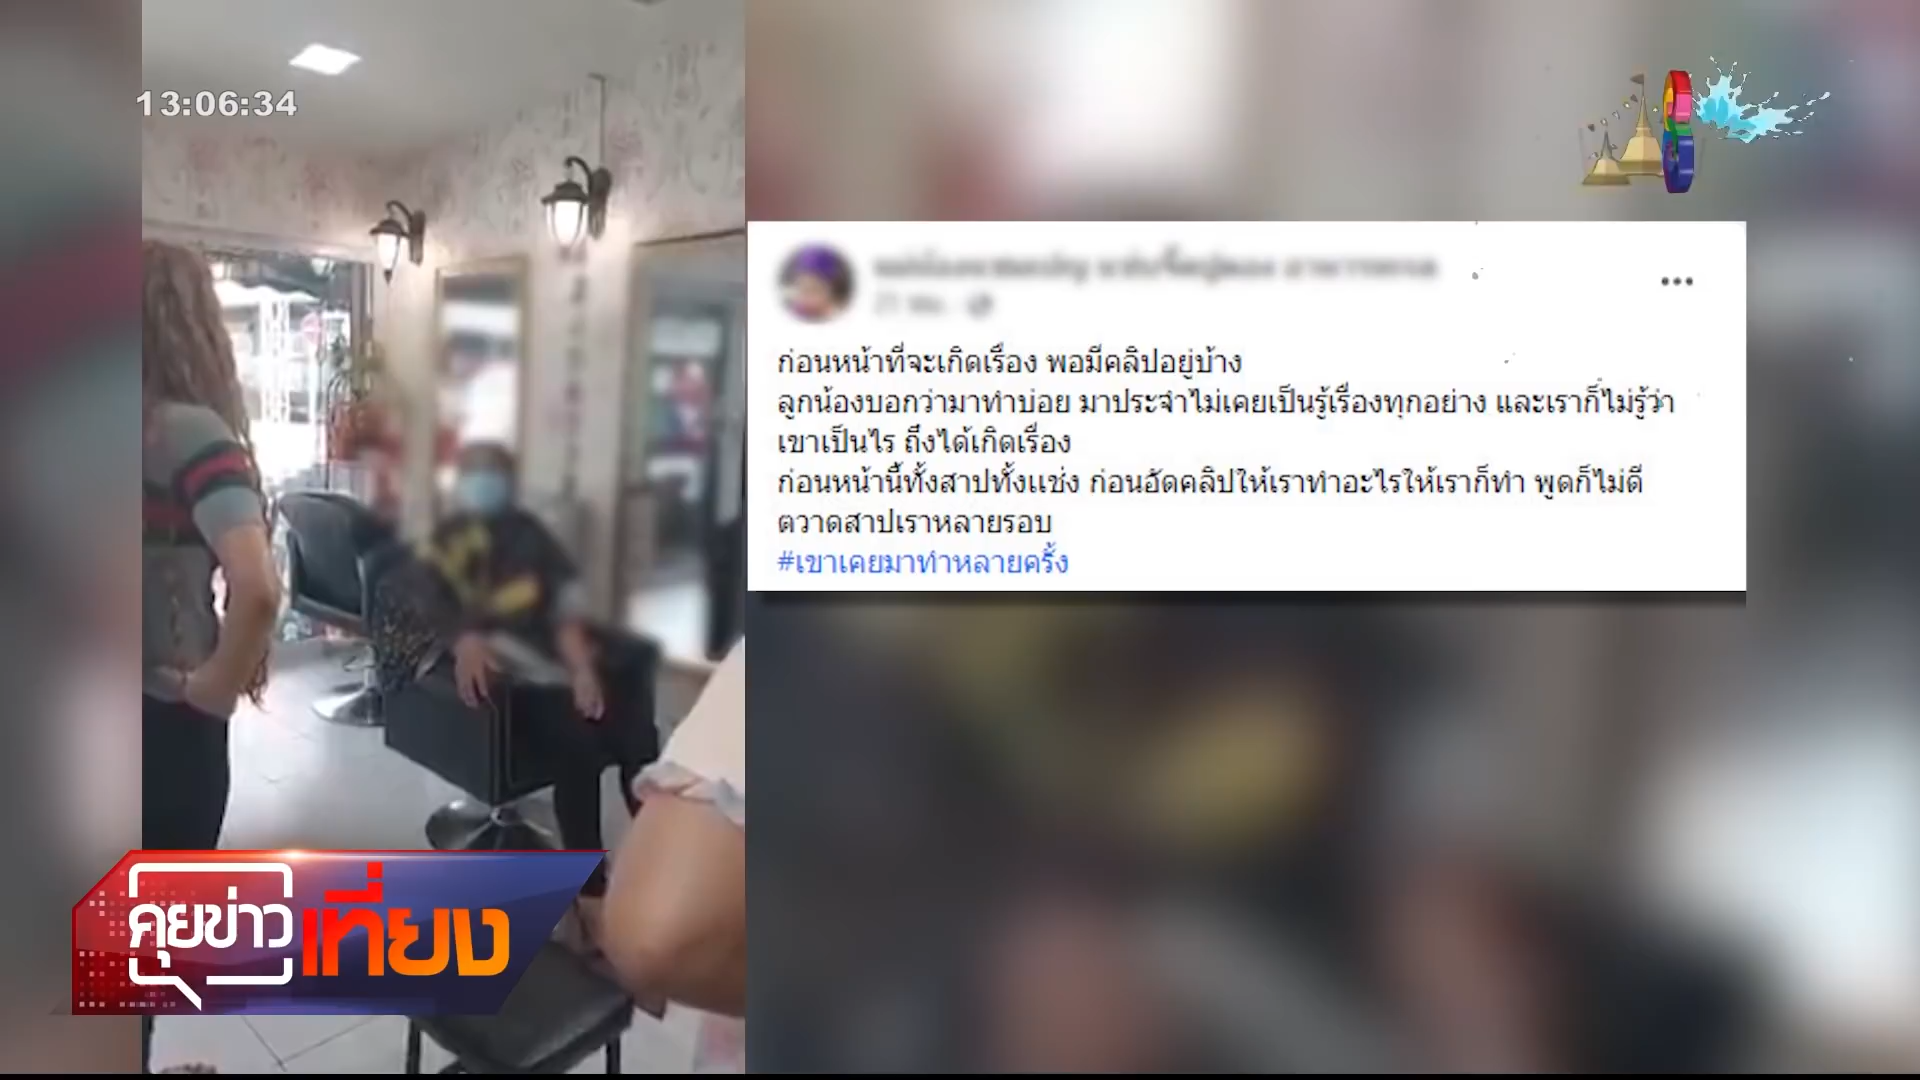 13:06:34
ก่อนหน้าที่จะเกิดเรื่อง พอมีคลิปอยู่บ้าง
ลูกน้องบอกว่ามาทำบ่อย มาประจำไม่เคยเป็นรู้เรื่องทุกอย่าง และเราก็ไม่รู้ว่า
เขาเป็นไร ถึงได้เกิดเรื่อง
ก่อนหน้านี้ทั้งสาปทั้งแช่ง ก่อนอัดคลิปให้เราทำอะไรให้เราก็ทำ พูดก็ไม่ดี
ตวาดสาปเราหลายรอบ
#เขาเคยมาทำหลายครั้ง
คุยข่าว
เที่ยง